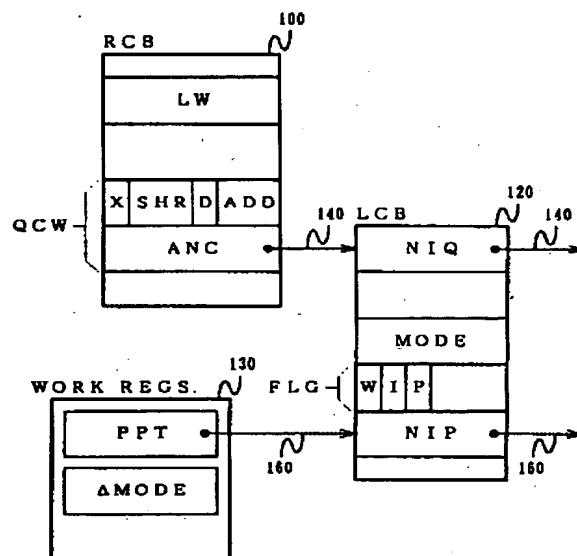 RCB
100
LW
X SHR D ADD
QCW
ANC
140
LCB
120
NIQ
140
MODE
FLG
W I P
NIP
160
WORK REGS.
130
PPT
160
ΔMODE